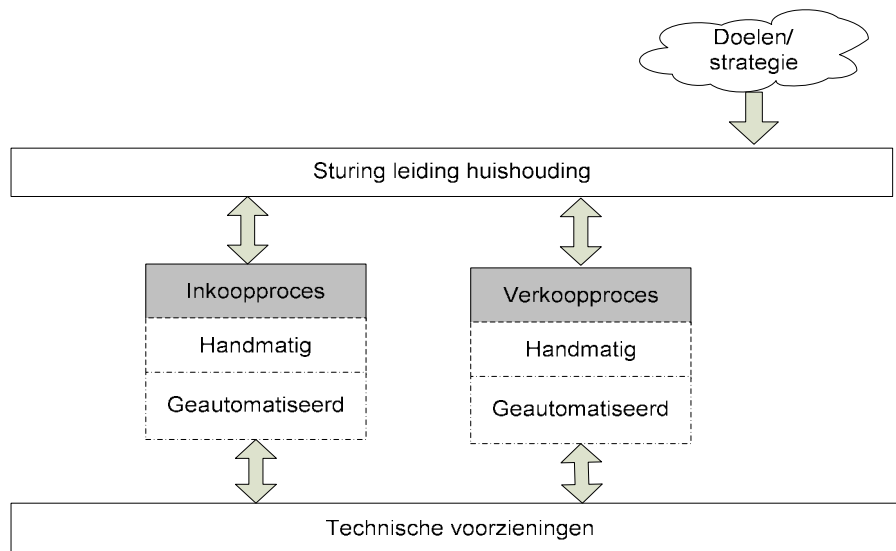 Doelen/
strategie
Sturing leiding huishouding
Inkoopproces
Handmatig
Geautomatiseerd
Verkoopproces
Handmatig
Geautomatiseerd
Technische voorzieningen